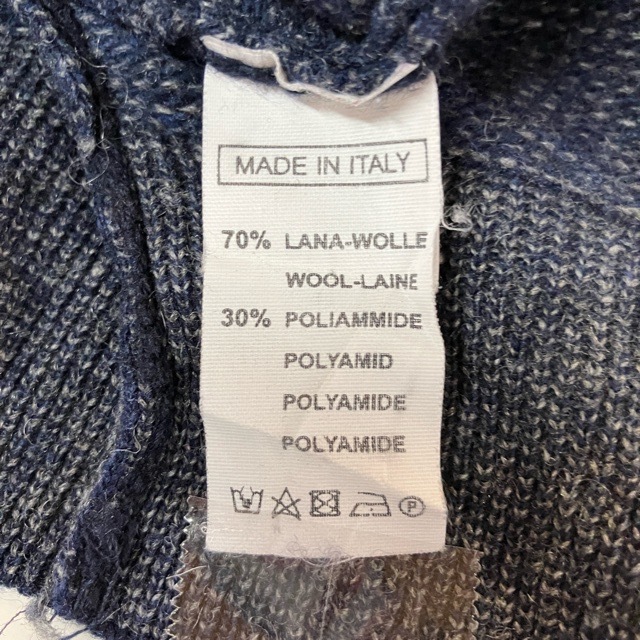 MADE IN ITALY
70% LANA-WOLLE
WOOL-LAINE
30% POLIAMMIDE
POLYAMID
POLYAMIDE
POLYAMIDE
P